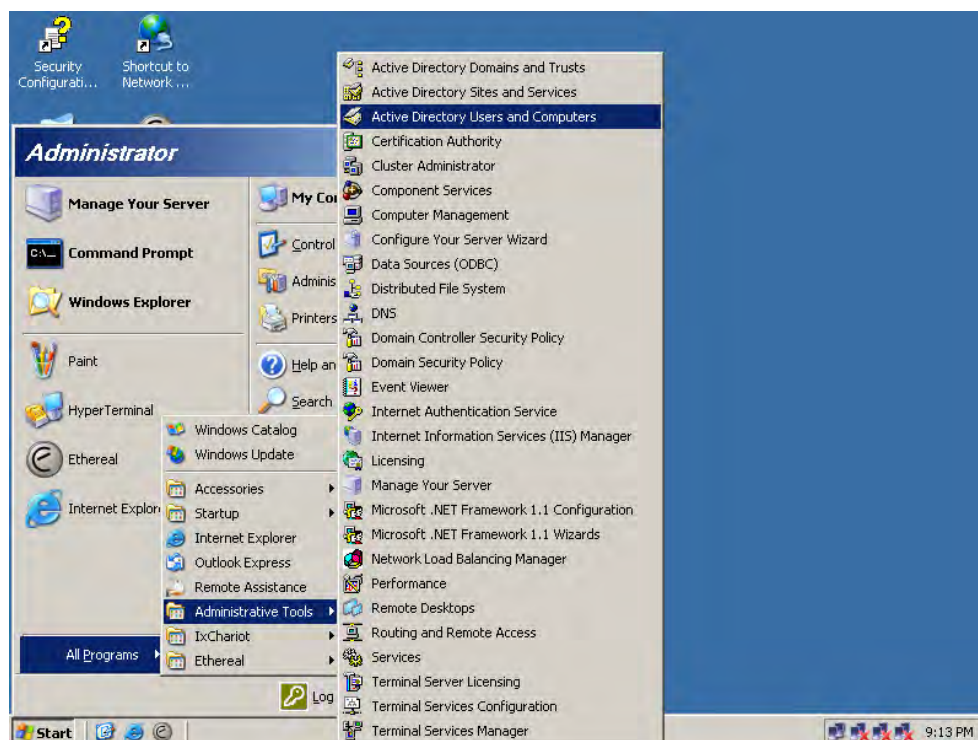 Security
Configurati...
Shortcut to
Network ...
Administrator
Manage Your Server
Command Prompt
Windows Explorer
Paint
HyperTerminal
Ethereal
Internet Explor
All Programs
My Co
Control
Adminis
Printers
Help an
Search
Log
Windows Catalog
Windows Update
Accessories
Startup
Internet Explorer
Outlook Express
Remote Assistance
Administrative Tools
IxChariot
Ethereal
Active Directory Domains and Trusts
Active Directory Sites and Services
Active Directory Users and Computers
Certification Authority
Cluster Administrator
Component Services
Computer Management
Configure Your Server Wizard
Data Sources (ODBC)
Distributed File System
DNS
Domain Controller Security Policy
Domain Security Policy
Event Viewer
Internet Authentication Service
Internet Information Services (IIS) Manager
Licensing
Manage Your Server
Microsoft .NET Framework 1.1 Configuration
Microsoft .NET Framework 1.1 Wizards
Network Load Balancing Manager
Performance
Remote Desktops
Routing and Remote Access
Services
Terminal Server Licensing
Terminal Services Configuration
Terminal Services Manager
Start
9:13 PM